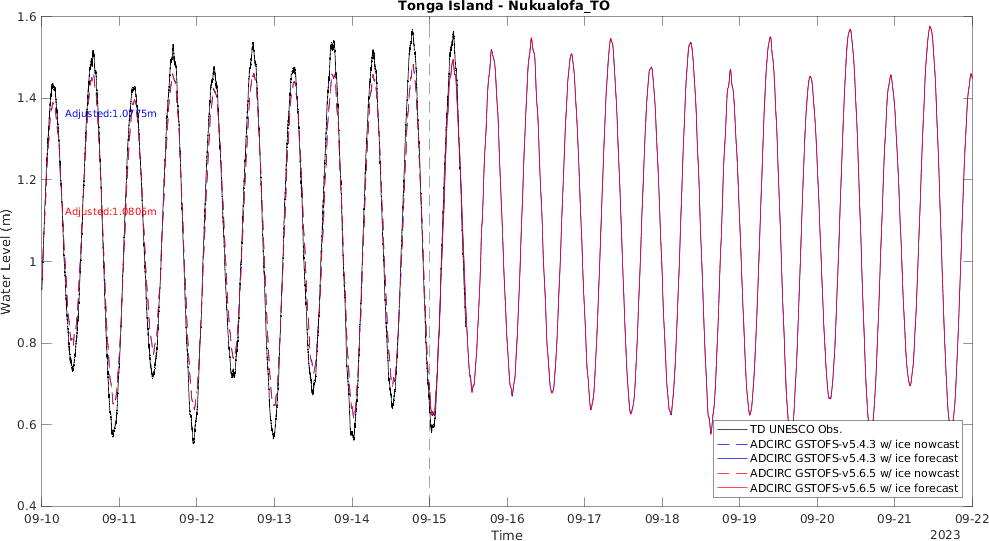 Tonga Island - Nukualofa_TO
1.6
1.4
1.2
1
0.8
0.6
0.4
Water Level (m)
Adjusted:1.0775m
Adjusted:1.0806m
TD UNESCO Obs.
ADCIRC GSTOFS-v5.4.3 w/ ice nowcast
ADCIRC GSTOFS-v5.4.3 w/ ice forecast
ADCIRC GSTOFS-v5.6.5 w/ ice nowcast
ADCIRC GSTOFS-v5.6.5 w/ ice forecast
09-10 09-11 09-12 09-13 09-14 09-15 09-16 09-17 09-18 09-19 09-20 09-21 09-22
Time
2023